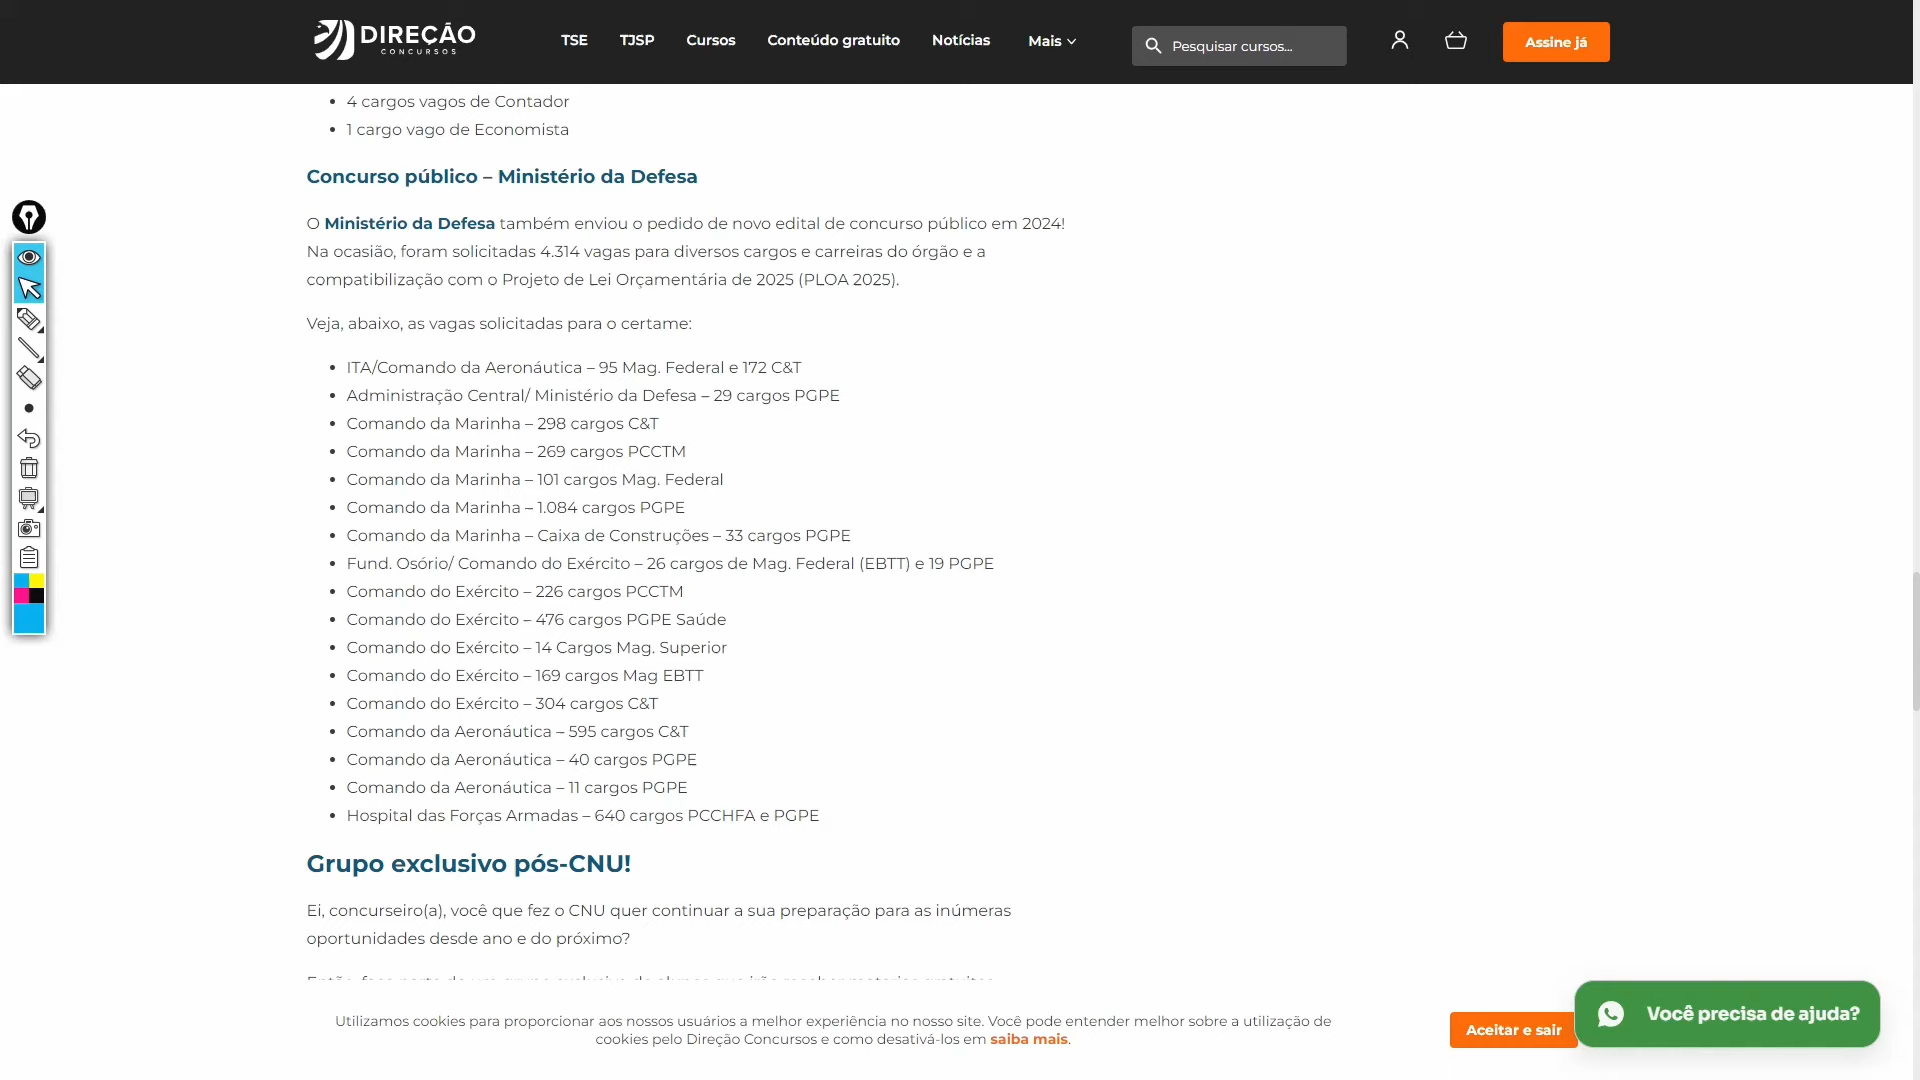 DIREÇÃO
CONCURSOS
TSE
TJSP
Cursos
Conteúdo gratuito
Notícias
Mais
Pesquisar cursos...
Assine já
4 cargos vagos de Contador
1 cargo vago de Economista
Concurso público – Ministério da Defesa
O Ministério da Defesa também enviou o pedido de novo edital de concurso público em 2024!
Na ocasião, foram solicitadas 4.314 vagas para diversos cargos e carreiras do órgão e a
compatibilização com o Projeto de Lei Orçamentária de 2025 (PLOA 2025).
Veja, abaixo, as vagas solicitadas para o certame:
ITA/Comando da Aeronáutica – 95 Mag. Federal e 172 C&T
Administração Central/ Ministério da Defesa – 29 cargos PGPE
Comando da Marinha – 298 cargos C&T
Comando da Marinha – 269 cargos PCCTM
Comando da Marinha – 101 cargos Mag. Federal
Comando da Marinha – 1.084 cargos PGPE
Comando da Marinha – Caixa de Construções – 33 cargos PGPE
Fund. Osório/ Comando do Exército – 26 cargos de Mag. Federal (EBTT) e 19 PGPE
Comando do Exército – 226 cargos PCCTM
Comando do Exército – 476 cargos PGPE Saúde
Comando do Exército – 14 Cargos Mag. Superior
Comando do Exército – 169 cargos Mag EBTT
Comando do Exército – 304 cargos C&T
Comando da Aeronáutica – 595 cargos C&T
Comando da Aeronáutica – 40 cargos PGPE
Comando da Aeronáutica – 11 cargos PGPE
Hospital das Forças Armadas – 640 cargos PCCHFA e PGPE
Grupo exclusivo pós-CNU!
Ei, concurseiro(a), você que fez o CNU quer continuar a sua preparação para as inúmeras
oportunidades desde ano e do próximo?
Utilizamos cookies para proporcionar aos nossos usuários a melhor experiência no nosso site. Você pode entender melhor sobre a utilização de
cookies pelo Direção Concursos e como desativá-los em saiba mais.
Aceitar e sair
Você precisa de ajuda?